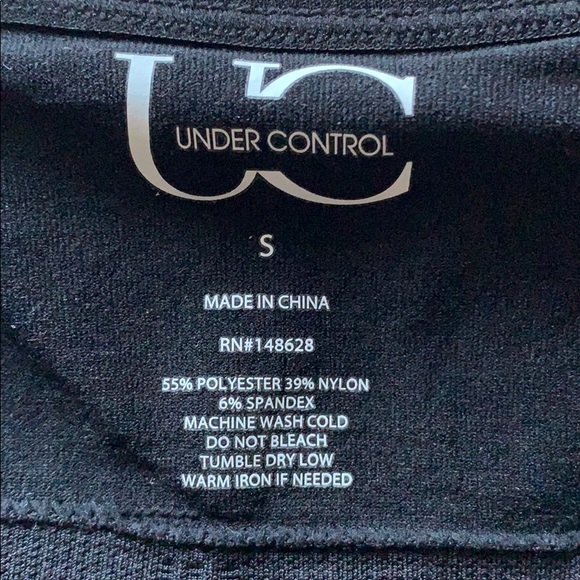 UC
UNDER CONTROL
S
MADE IN CHINA
RN#148628
55% POLYESTER 39% NYLON
6% SPANDEX
MACHINE WASH COLD
DO NOT BLEACH
TUMBLE DRY LOW
WARM IRON IF NEEDED